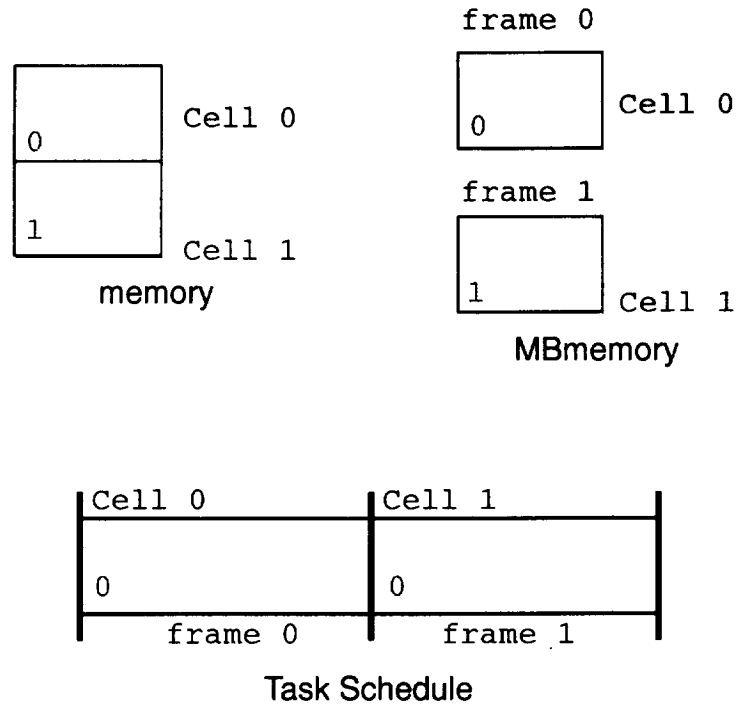 frame 0
Cell 0
0
1
Cell 1
memory
Cell 0
0
frame 1
1
Cell 1
MBmemory
Cell 0
Cell 1
0
0
frame 0
frame 1
Task Schedule